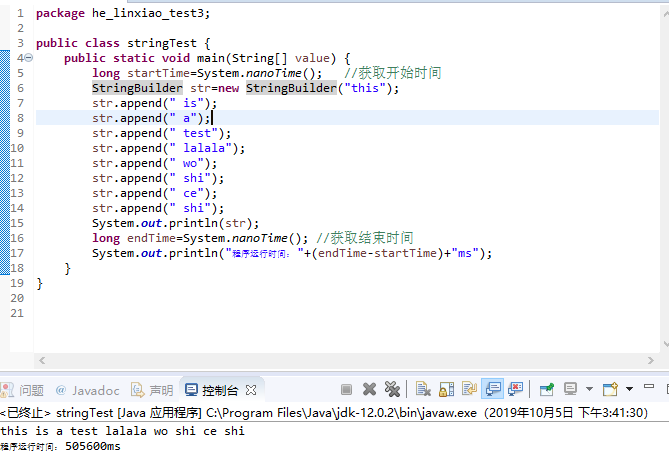 1 package he_linxiao_test3;
2
3 public class stringTest {
4 public static void main(String[] value) {
5 long startTime=System.nanoTime(); //获取开始时间
6 StringBuilder str=new StringBuilder("this");
7 str.append(" is");
8 str.append(" a");
9 str.append(" test");
10 str.append(" lalala");
11 str.append(" wo");
12 str.append(" shi");
13 str.append(" ce");
14 str.append(" shi");
15 System.out.println(str);
16 long endTime=System.nanoTime(); //获取结束时间
17 System.out.println("程序运行时间："+(endTime-startTime)+"ms");
18 }
19 }
20
21
问题 @ Javadoc 声明 控制台
<已终止> stringTest [Java 应用程序] C:\Program Files\Java\jdk-12.0.2\bin\javaw.exe（2019年10月5日 下午3:41:30）
this is a test lalala wo shi ce shi
程序运行时间：505600ms